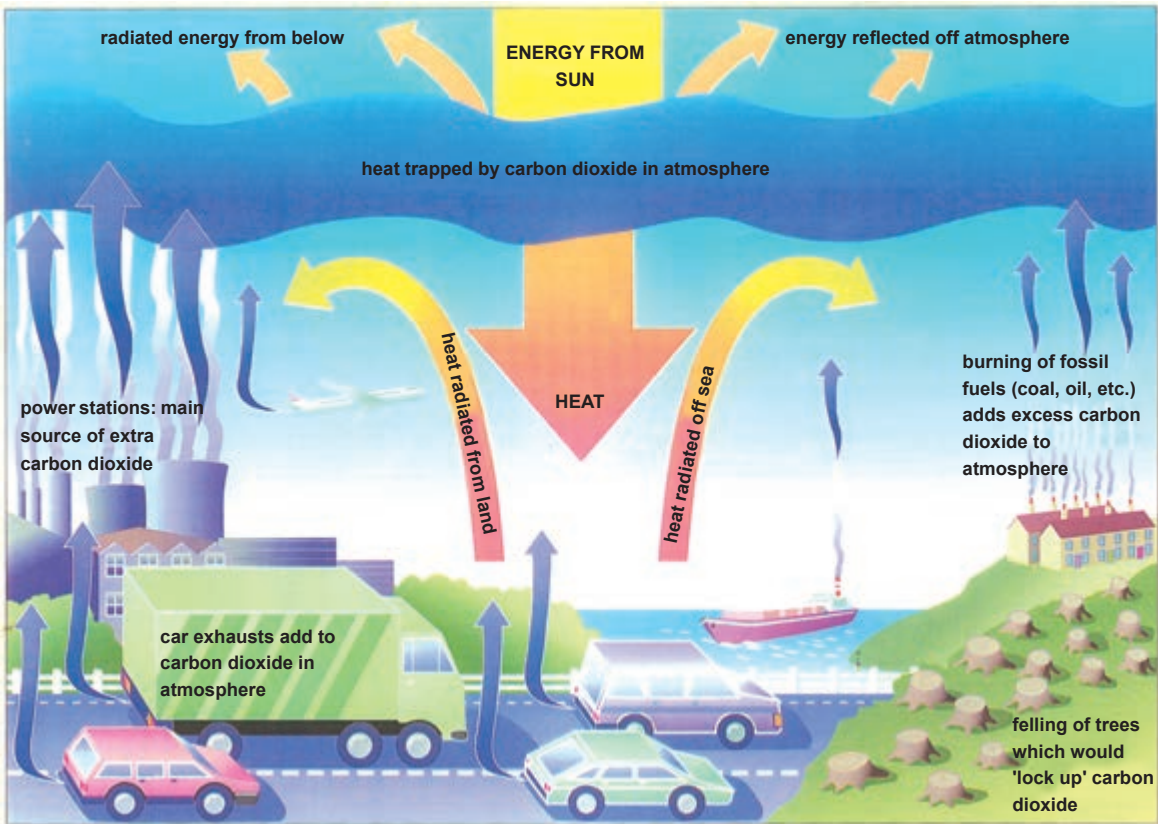 radiated energy from below
ENERGY FROM
SUN
energy reflected off atmosphere
heat trapped by carbon dioxide in atmosphere
heat radiated from land
HEAT
heat radiated off sea
power stations: main
source of extra
carbon dioxide
burning of fossil
fuels (coal, oil, etc.)
adds excess carbon
dioxide to
atmosphere
car exhausts add to
carbon dioxide in
atmosphere
felling of trees
which would
'lock up' carbon
dioxide